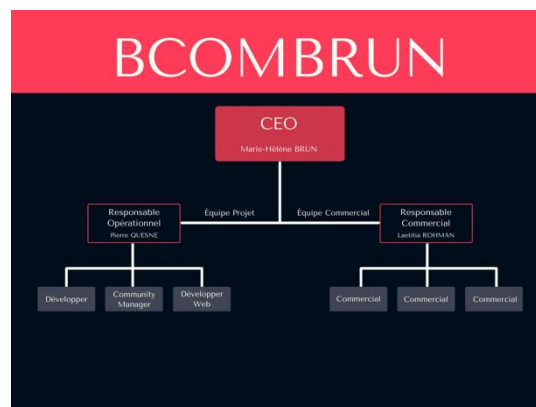 BCOMBRUN
CEO
Marie-Hélène BRUN
Responsable
Opérationnel
Pierre QUESNE
Équipe Projet
Équipe Commercial
Responsable
Commercial
Laetitia ROHMAN
Développer
Community
Manager
Développer
Web
Commercial
Commercial
Commercial